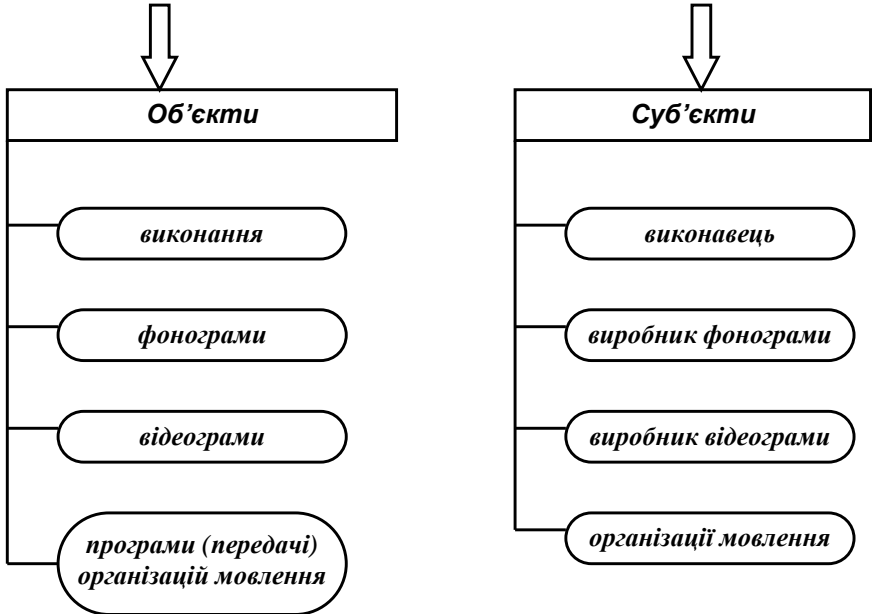 Об’єкти
виконання
фонограми
відеограми
програми (передачі)
організацій мовлення
Суб’єкти
виконавець
виробник фонограми
виробник відеограми
організації мовлення